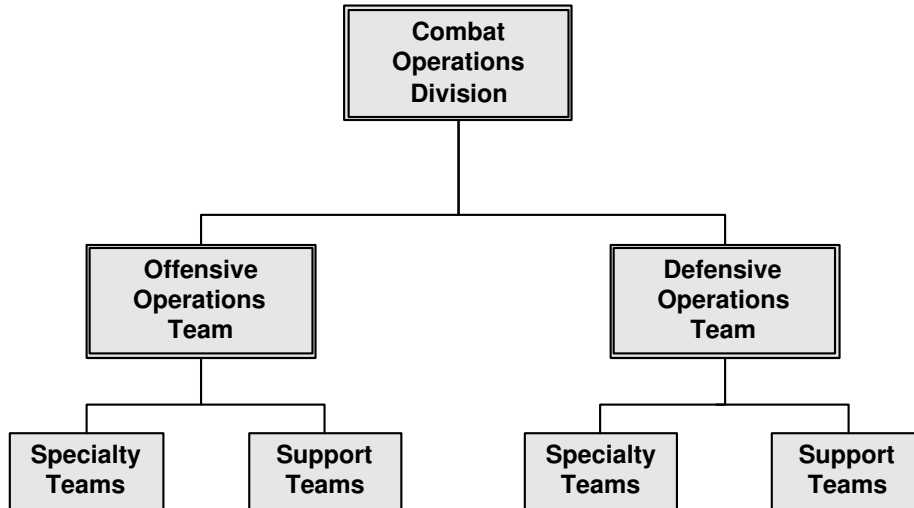 Combat
Operations
Division
Offensive
Operations
Team
Defensive
Operations
Team
Specialty
Teams
Support
Teams
Specialty
Teams
Support
Teams